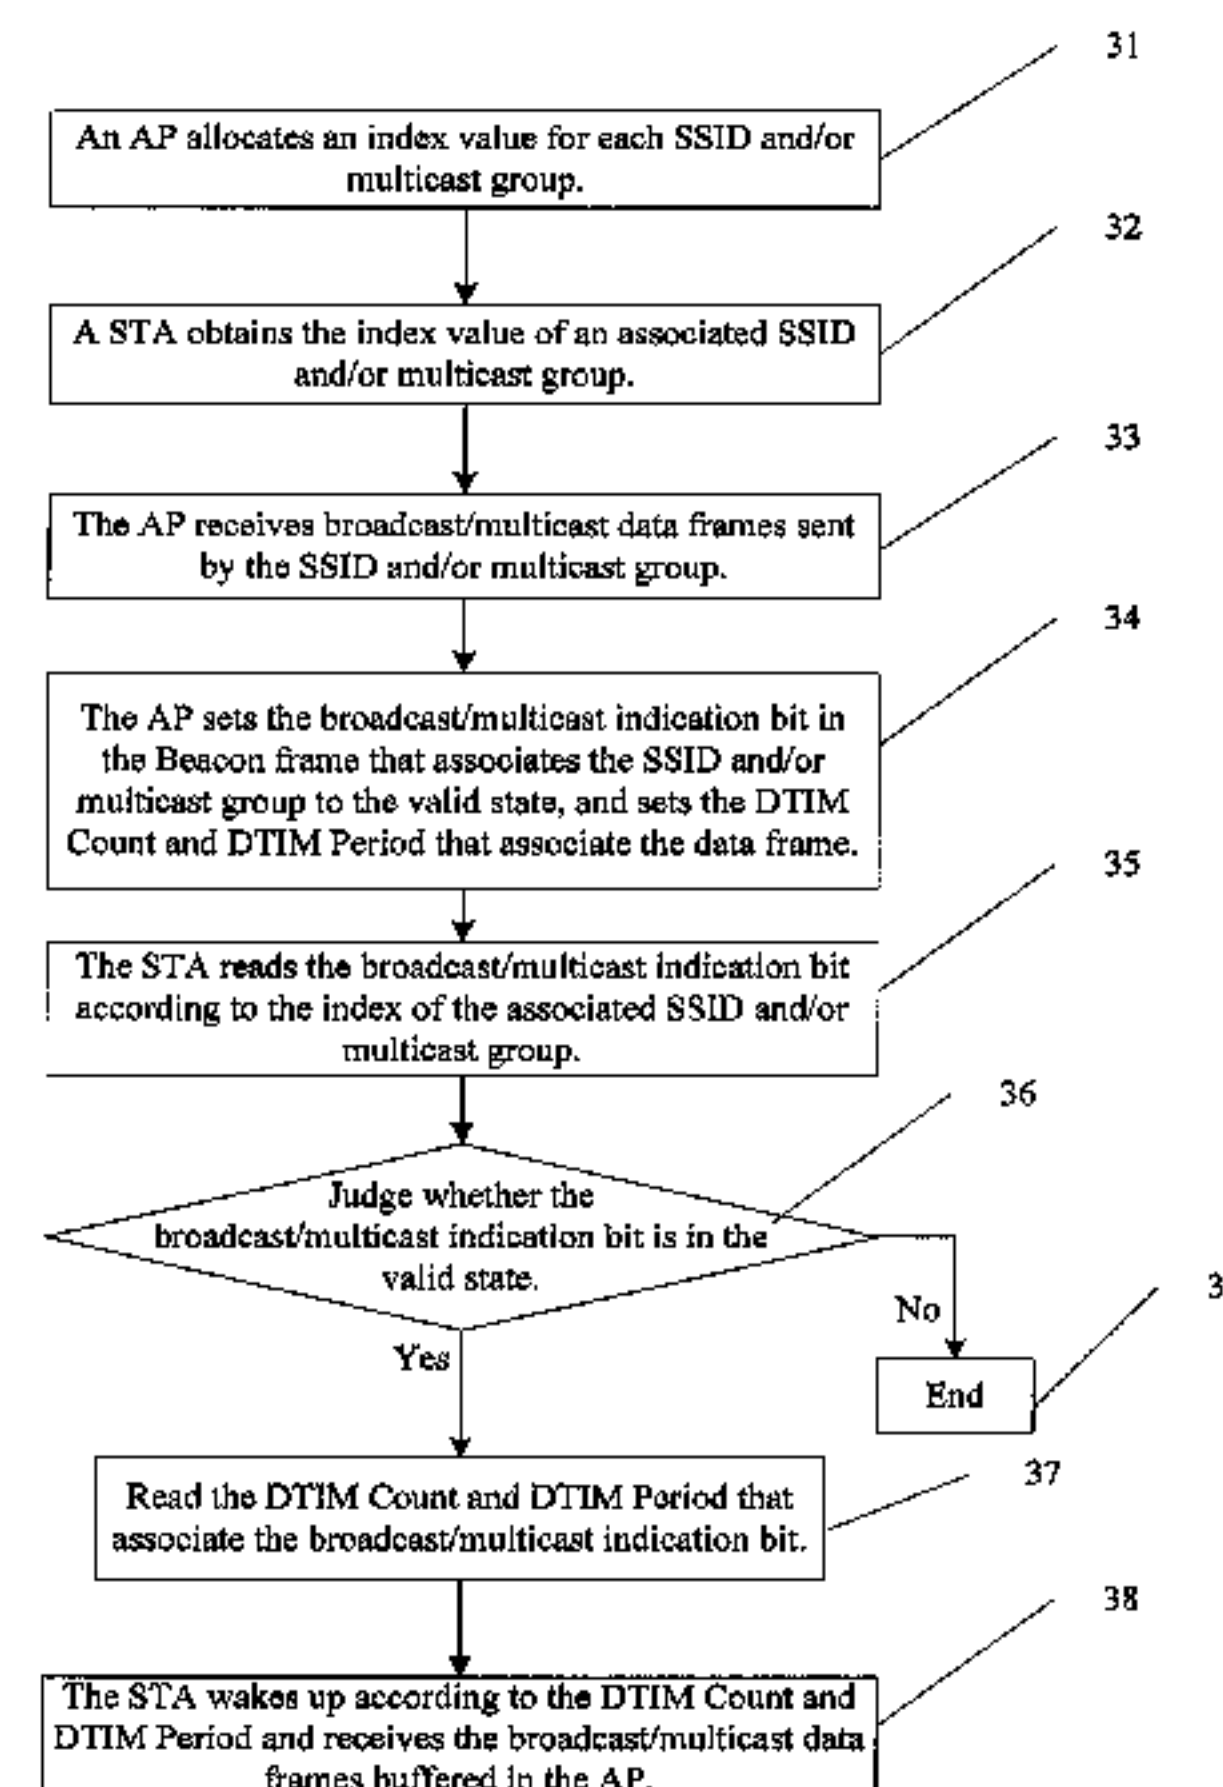 31
An AP allocates an index value for each SSID and/or
multicast group.
32
A STA obtains the index value of an associated SSID
and/or multicast group.
33
The AP receives broadcast/multicast data frames sent
by the SSID and/or multicast group.
34
The AP sets the broadcast/multicast indication bit in
the Beacon frame that associates the SSID and/or
multicast group to the valid state, and sets the DTIM
Count and DTIM Period that associate the data frame.
35
The STA reads the broadcast/multicast indication bit
according to the index of the associated SSID and/or
multicast group.
36
Judge whether the
broadcast/multicast indication bit is in the
valid state.
3
No
Yes
End
37
Read the DTIM Count and DTIM Period that
associate the broadcast/multicast indication bit.
38
The STA wakes up according to the DTIM Count and
DTIM Period and receives the broadcast/multicast data
frames buffered in the AP.